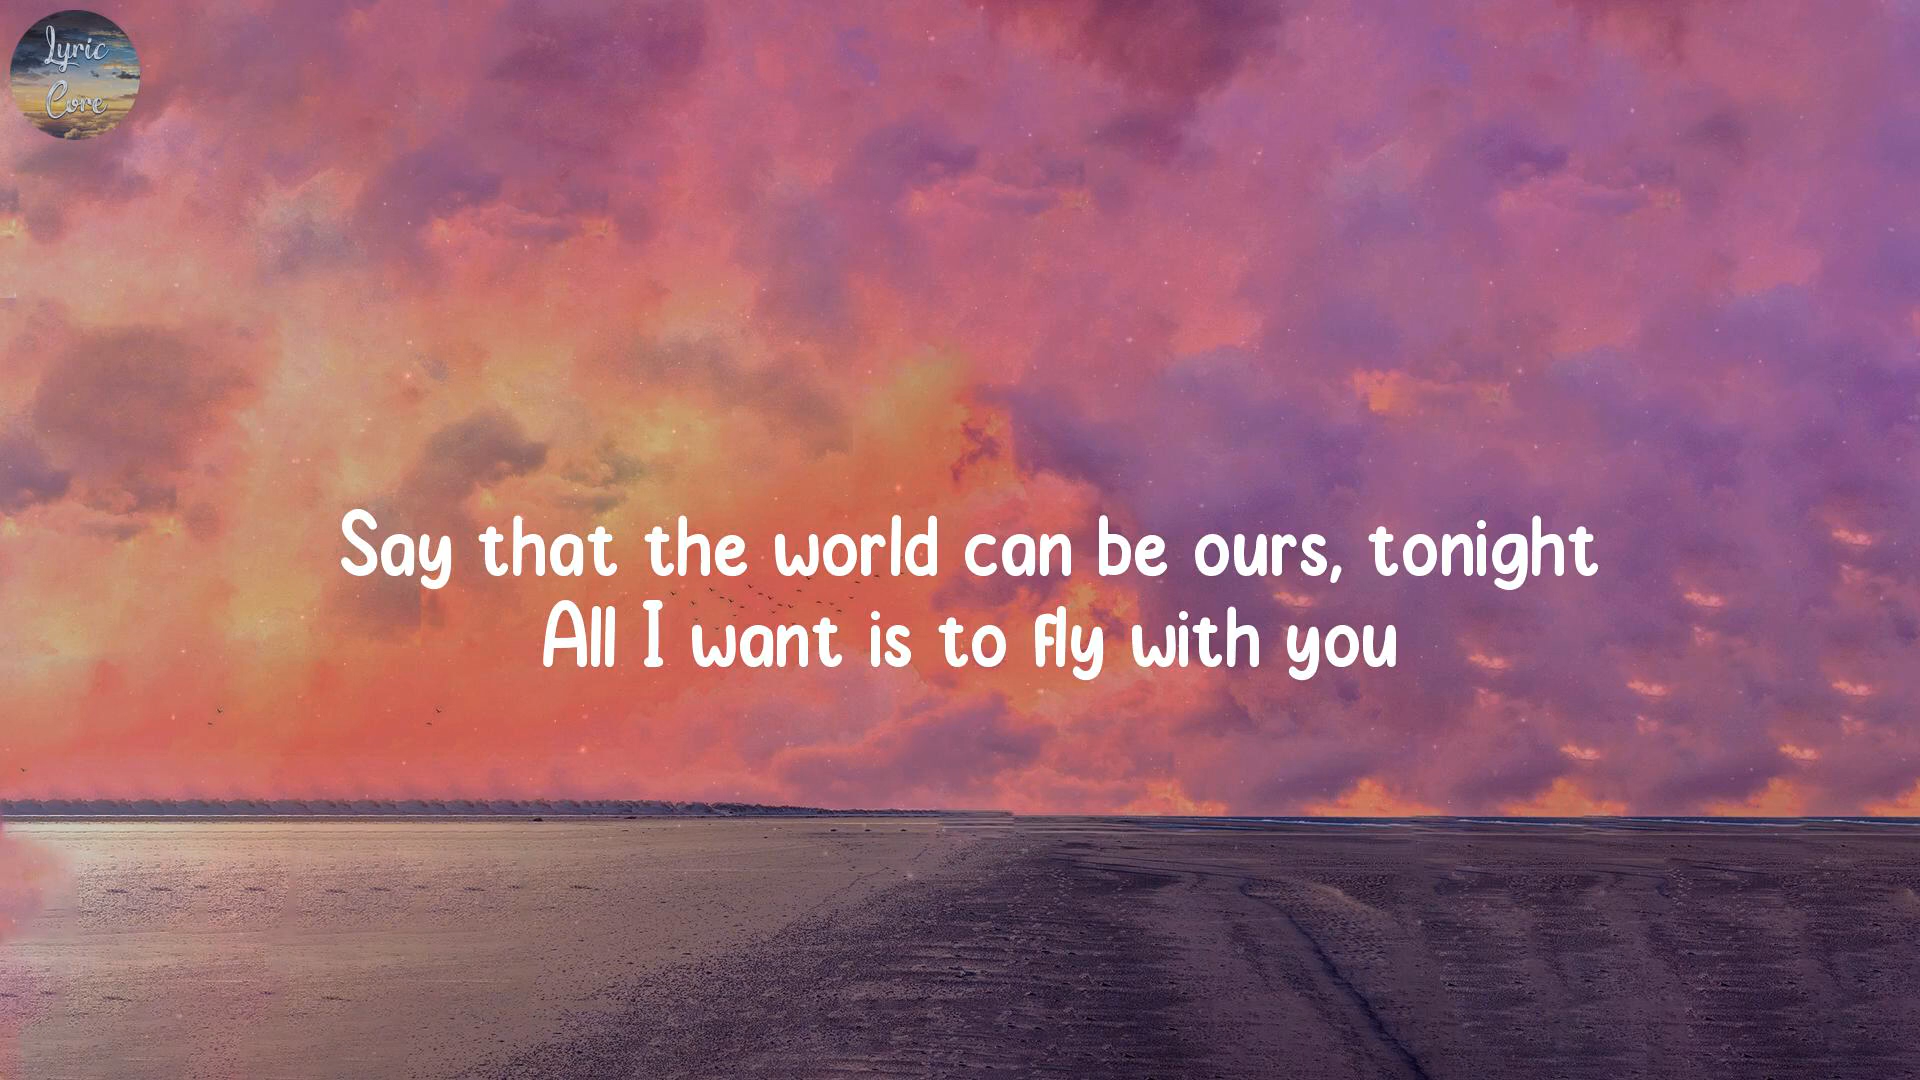 Lyric
Core
Say that the world can be ours, tonight
All I want is to fly with you